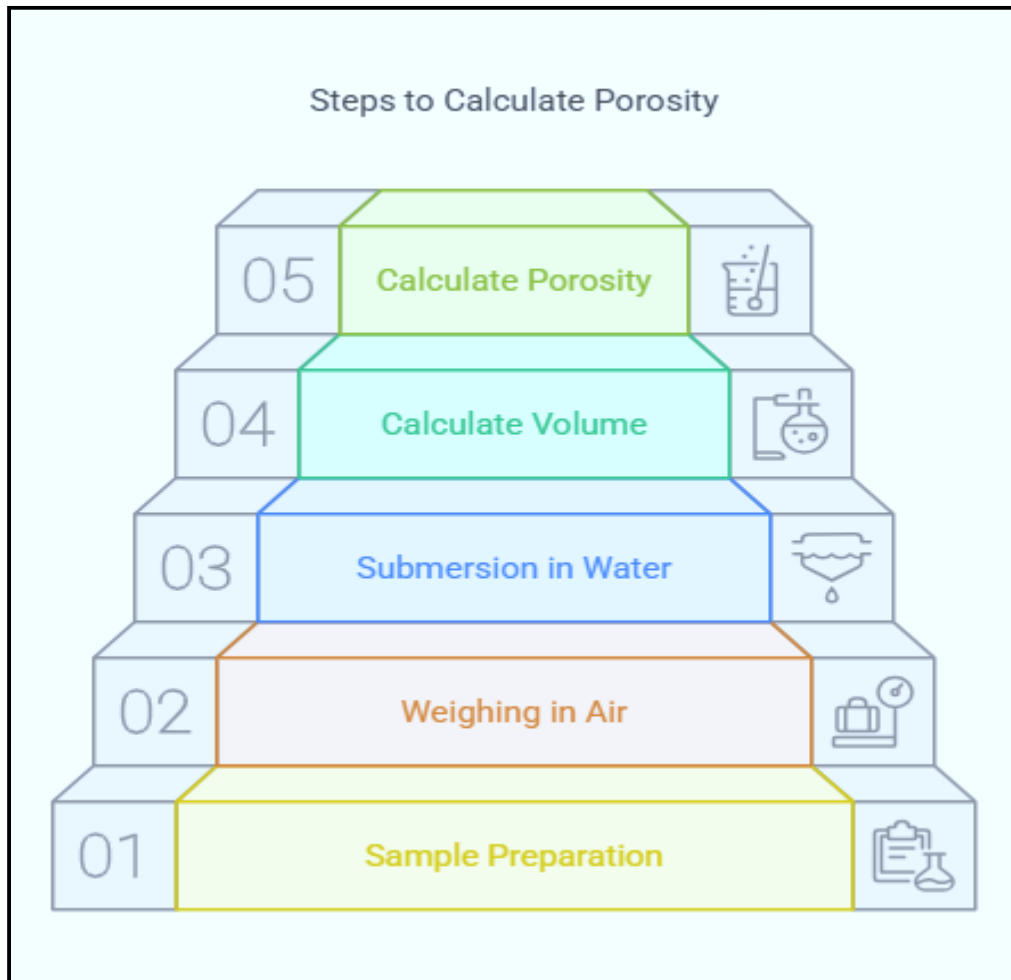 Steps to Calculate Porosity
05 Calculate Porosity
04 Calculate Volume
03 Submersion in Water
02 Weighing in Air
01 Sample Preparation